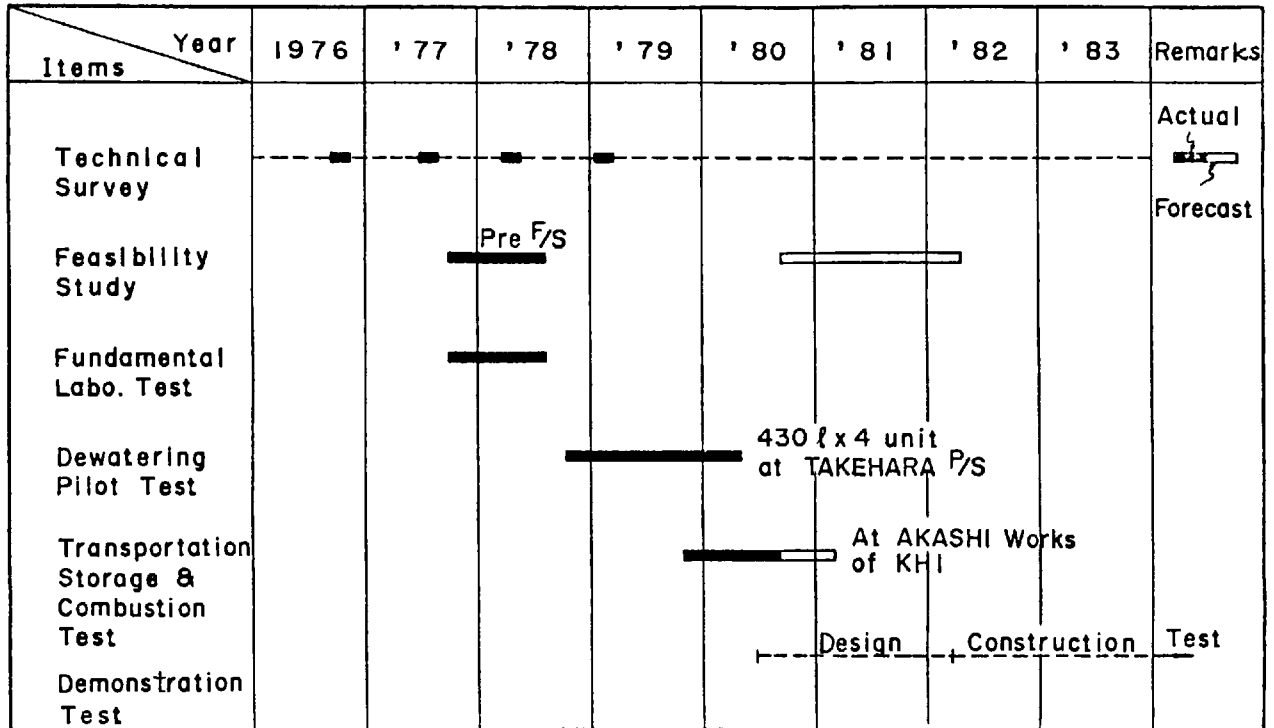 Year
Items
1976 '77 '78 '79 '80 '81 '82 '83 Remarks
Actual
Technical
Survey
Forecast
Pre F/S
Feasibility
Study
Fundamental
Labo. Test
430 ℓ x 4 unit
at TAKEHARA P/S
Dewatering
Pilot Test
At AKASHI Works
of KHI
Transportation
Storage &
Combustion
Test
Design Construction Test
Demonstration
Test